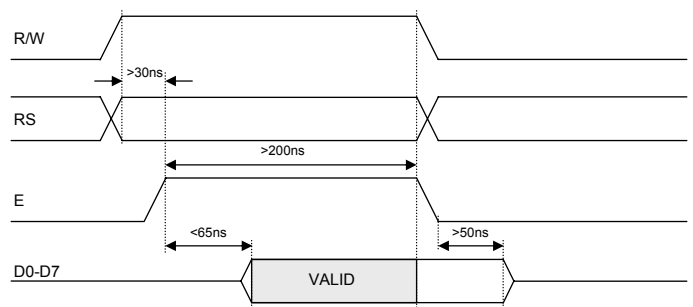 R/W
>30ns
RS
>200ns
E
<65ns
>50ns
D0-D7
VALID